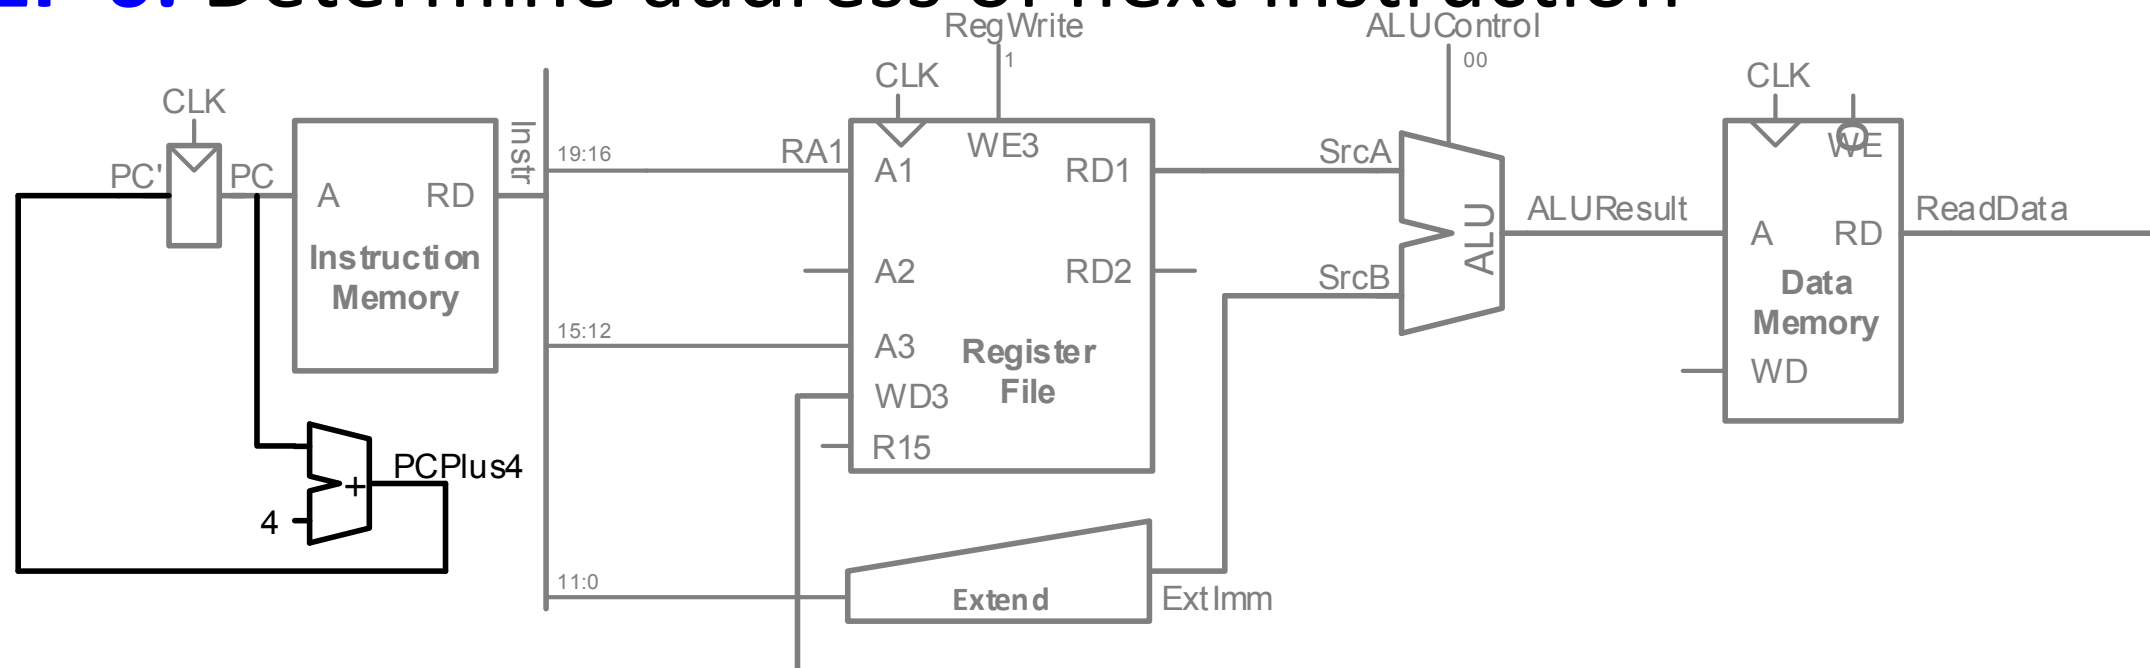 6: Determine address of next instruction
RegWrite
1
ALUControl
00
CLK
CLK
CLK
PC'
PC
A
RD
Instruction
Memory
Instr
19:16
15:12
11:0
RA1
A1
WE3
RD1
A2
RD2
A3
WD3
R15
Register
File
SrcA
SrcB
ALU
ALUResult
CLK
WE
A
RD
Data
Memory
WD
ReadData
PCPlus4
+
4
Extend
ExtImm